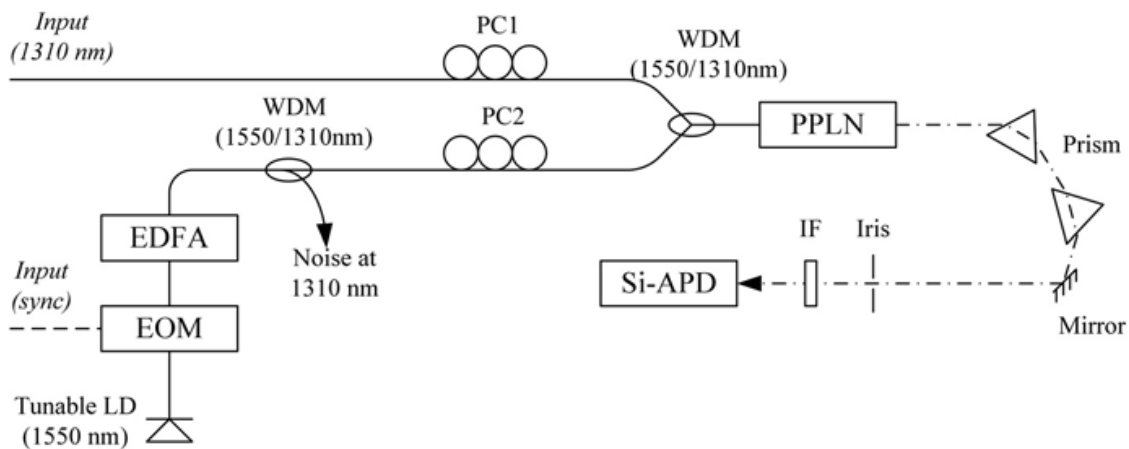 Input
(1310 nm)
PC1
WDM
(1550/1310nm)
PPLN
Prism
WDM
(1550/1310nm)
PC2
EDFA
Noise at
1310 nm
IF
Iris
Si-APD
Mirror
Input
(sync)
EOM
Tunable LD
(1550 nm)